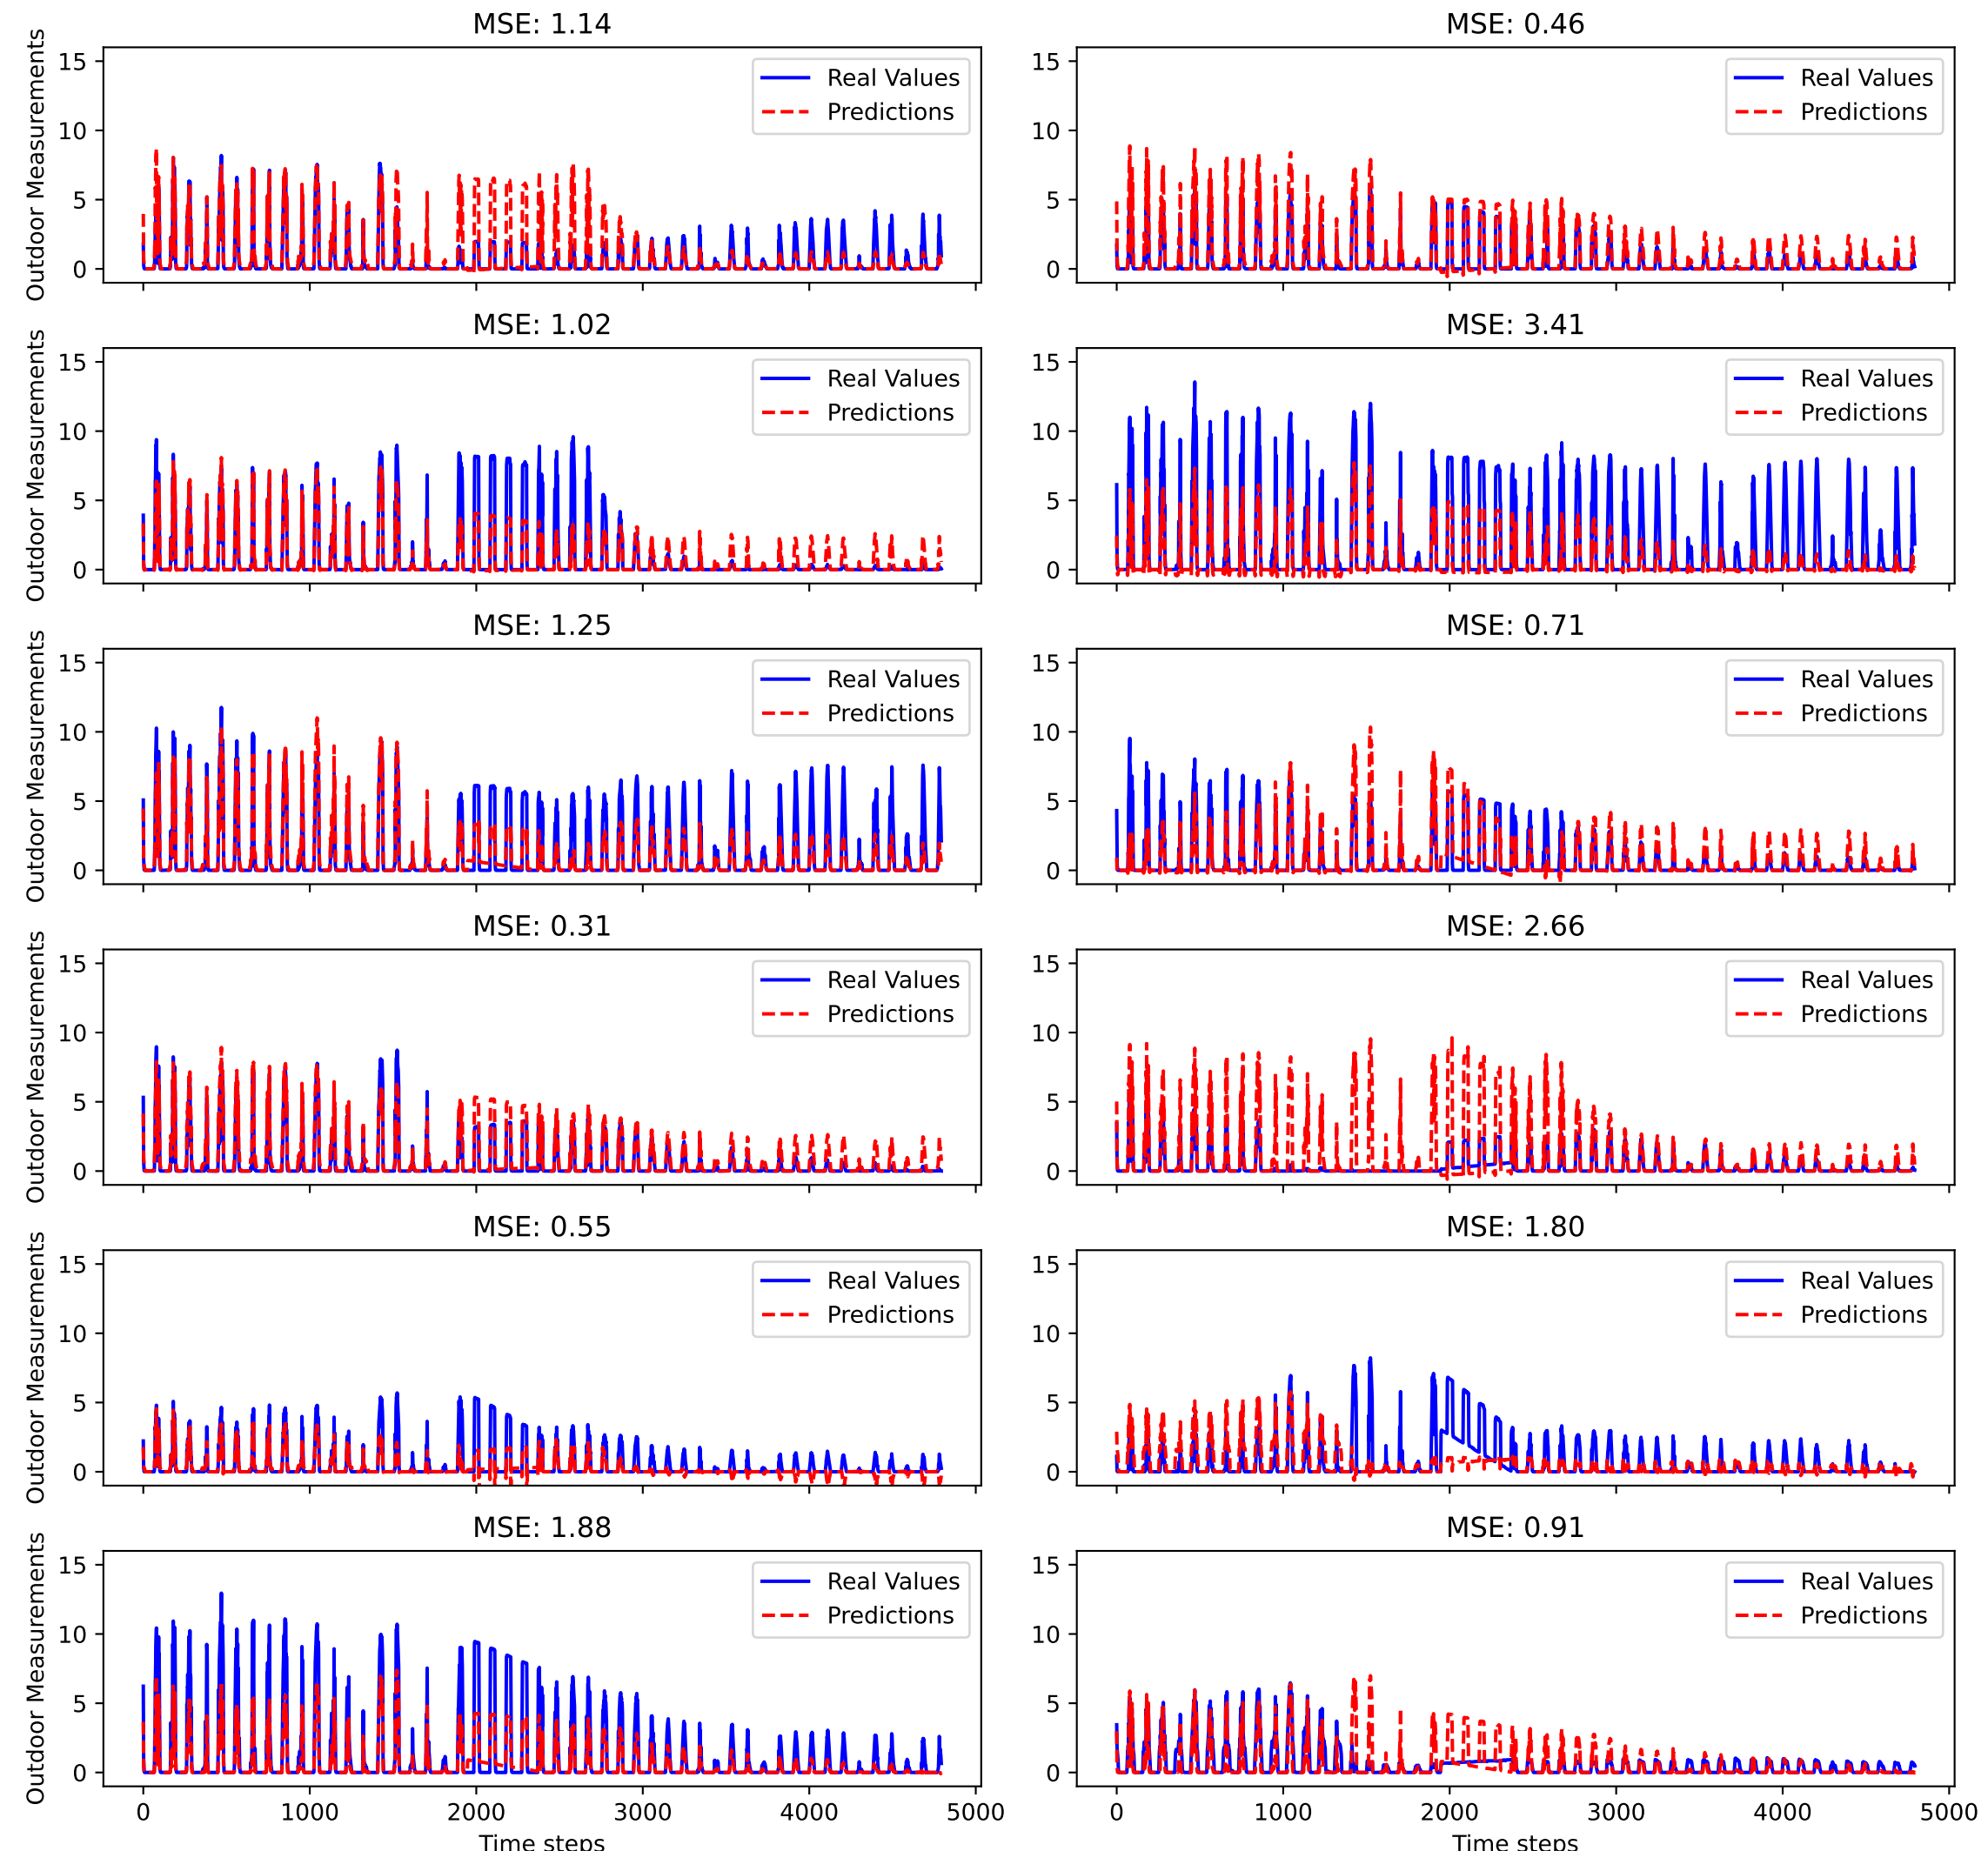 MSE: 1.14
Outdoor Measurements
15
10
5
0
Real Values
Predictions
MSE: 0.46
15
10
5
0
Real Values
Predictions
MSE: 1.02
Outdoor Measurements
15
10
5
0
Real Values
Predictions
MSE: 3.41
15
10
5
0
Real Values
Predictions
MSE: 1.25
Outdoor Measurements
15
10
5
0
Real Values
Predictions
MSE: 0.71
15
10
5
0
Real Values
Predictions
MSE: 0.31
Outdoor Measurements
15
10
5
0
Real Values
Predictions
MSE: 2.66
15
10
5
0
Real Values
Predictions
MSE: 0.55
Outdoor Measurements
15
10
5
0
Real Values
Predictions
MSE: 1.80
15
10
5
0
Real Values
Predictions
MSE: 1.88
Outdoor Measurements
15
10
5
0
Real Values
Predictions
0 1000 2000 3000 4000 5000
Time steps
MSE: 0.91
15
10
5
0
Real Values
Predictions
0 1000 2000 3000 4000 5000
Time steps